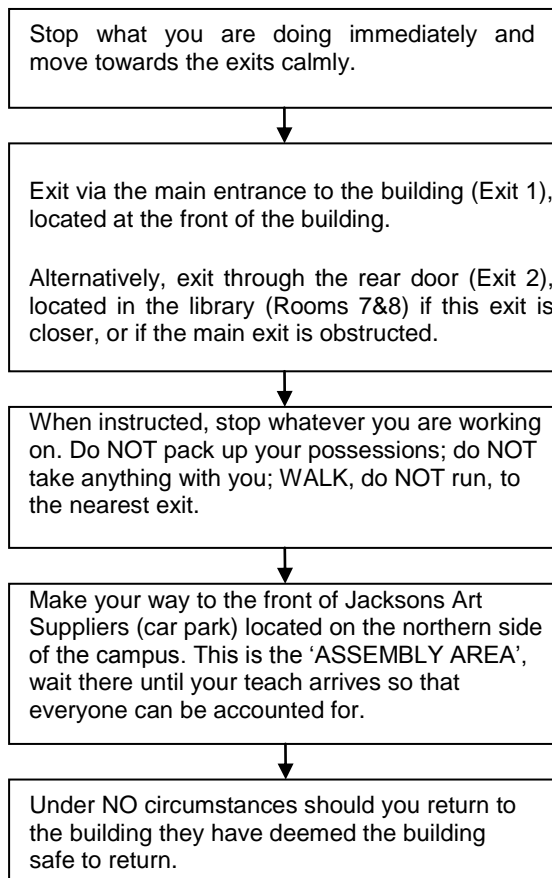 Stop what you are doing immediately and
move towards the exits calmly.
Exit via the main entrance to the building (Exit 1),
located at the front of the building.
Alternatively, exit through the rear door (Exit 2),
located in the library (Rooms 7&8) if this exit is
closer, or if the main exit is obstructed.
When instructed, stop whatever you are working
on. Do NOT pack up your possessions; do NOT
take anything with you; WALK, do NOT run, to
the nearest exit.
Make your way to the front of Jacksons Art
Suppliers (car park) located on the northern side
of the campus. This is the ‘ASSEMBLY AREA’,
wait there until your teach arrives so that
everyone can be accounted for.
Under NO circumstances should you return to
the building they have deemed the building
safe to return.